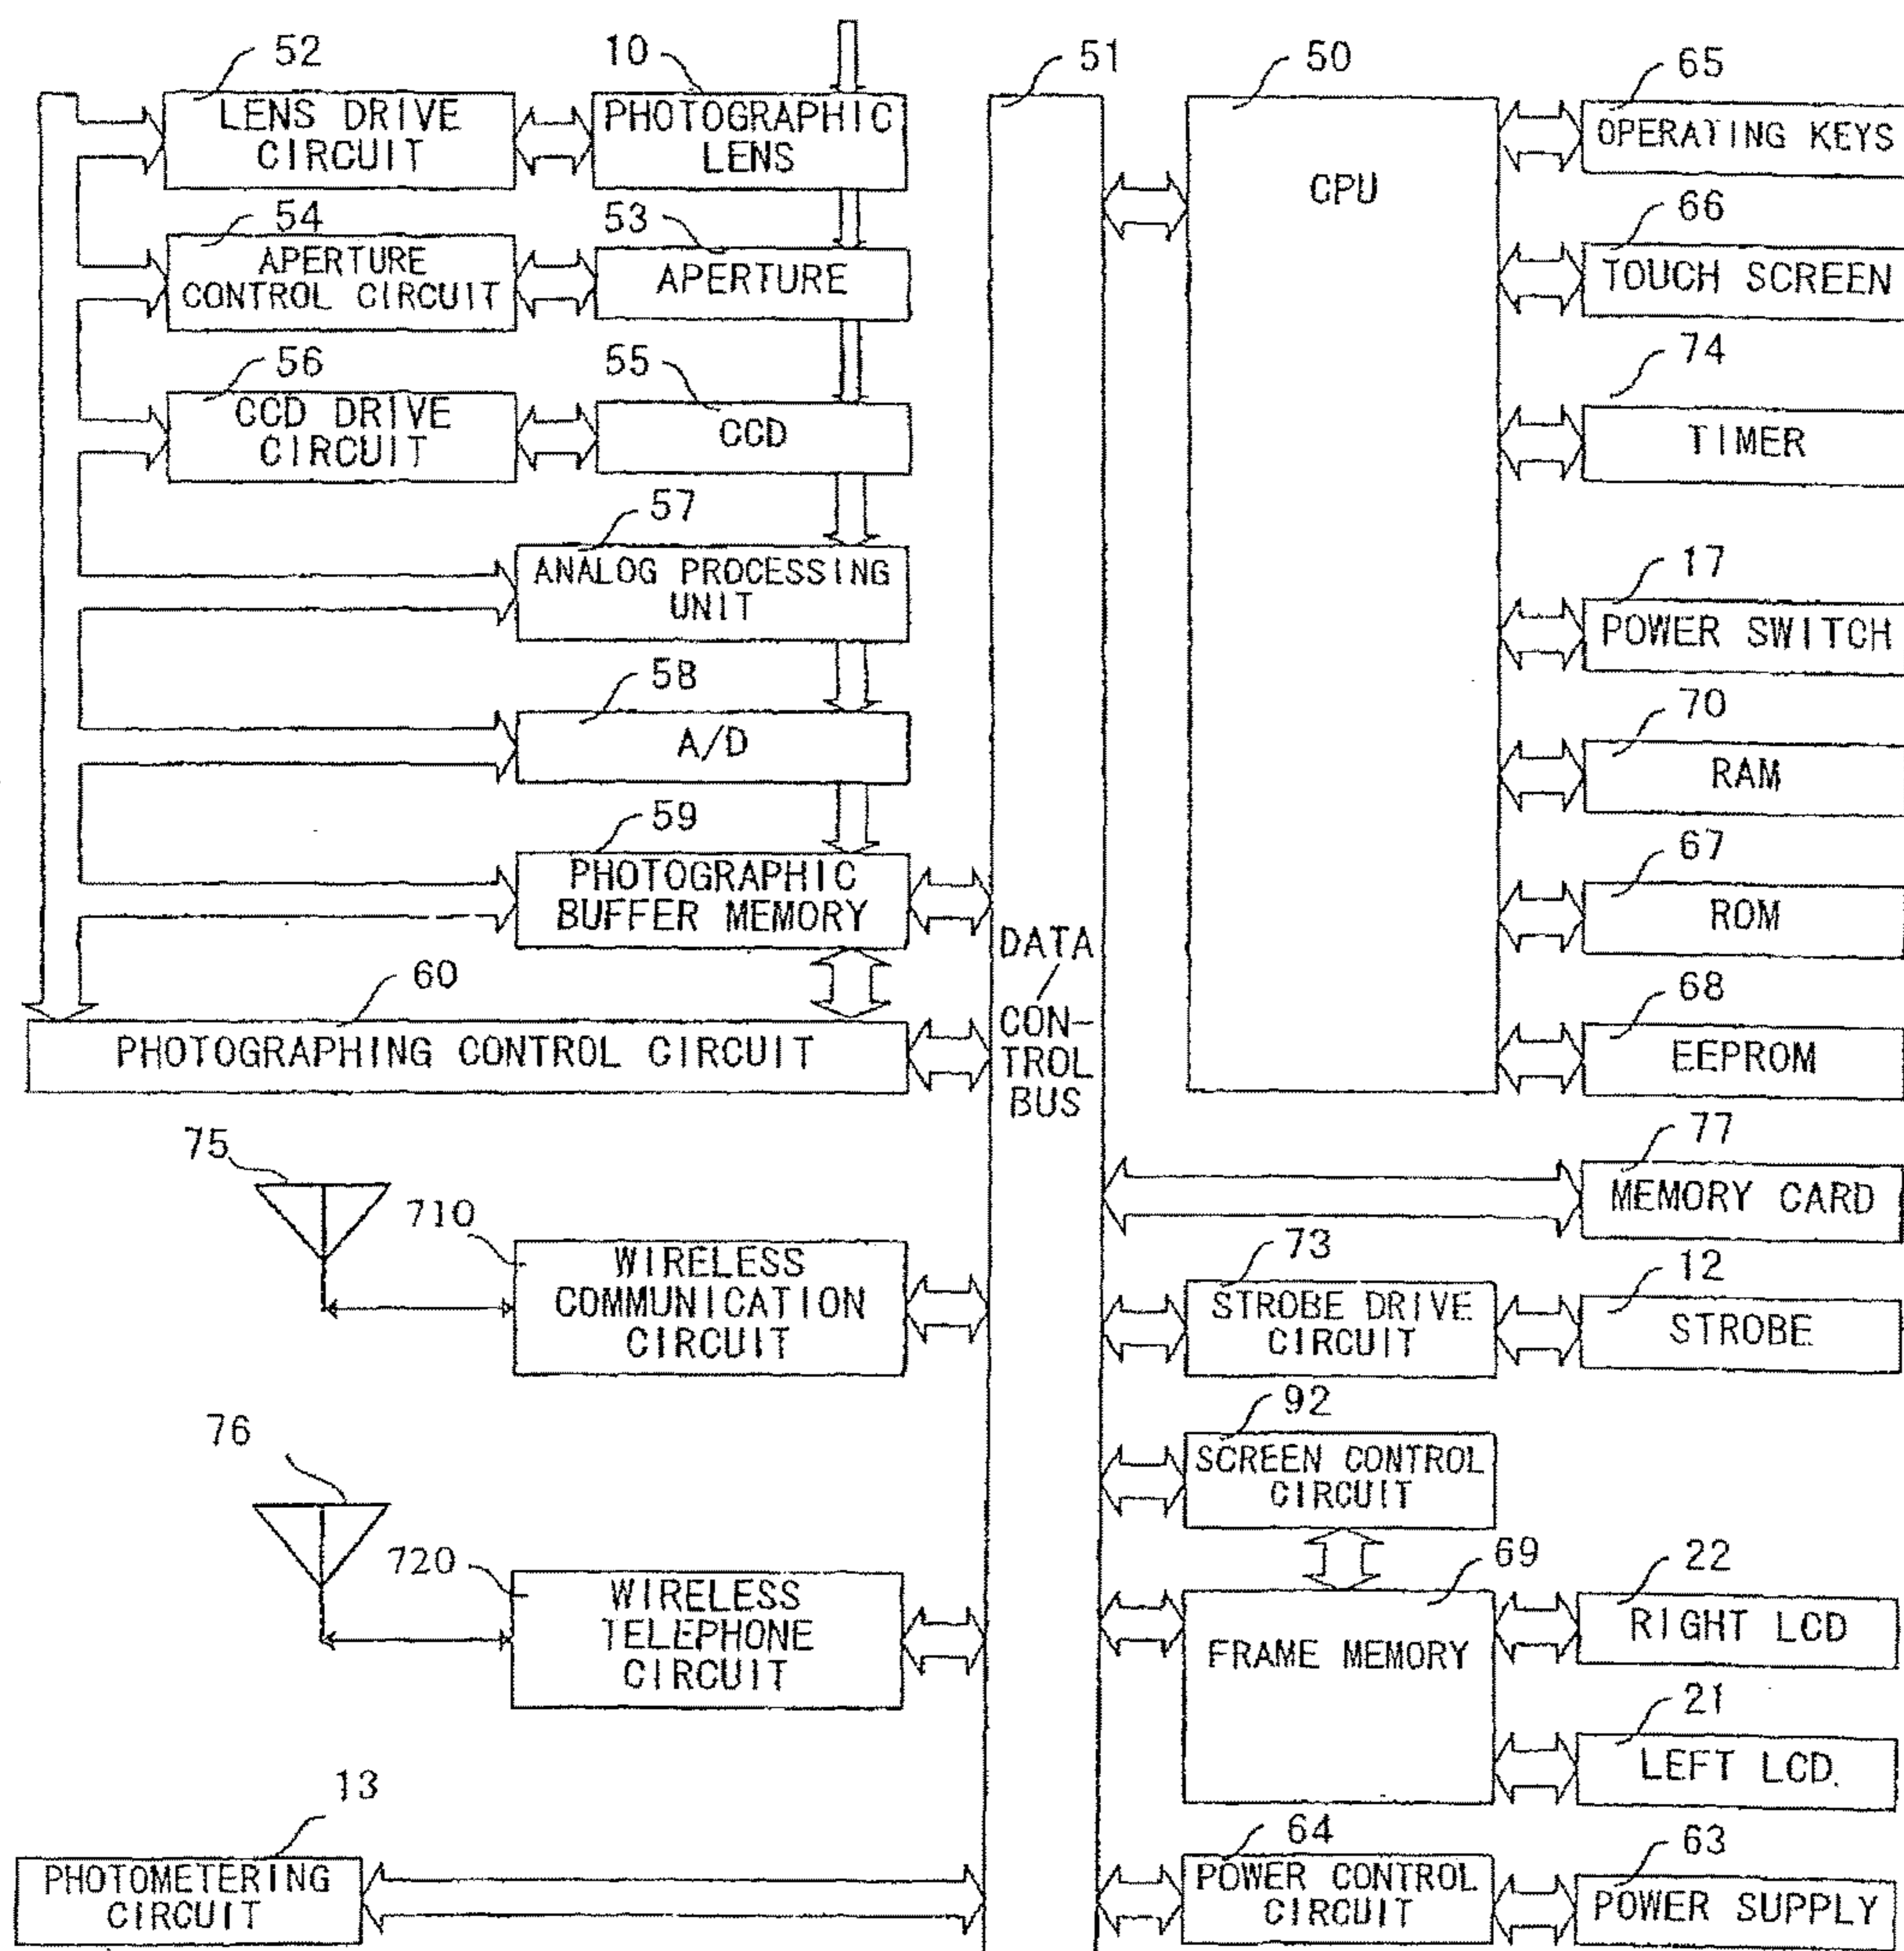 52
LENS DRIVE
CIRCUIT
10
PHOTOGRAPHIC
LENS
54
APERTURE
CONTROL CIRCUIT
53
APERTURE
56
CCD DRIVE
CIRCUIT
55
CCD
57
ANALOG PROCESSING
UNIT
58
A/D
59
PHOTOGRAPHIC
BUFFER MEMORY
60
PHOTOGRAPHING CONTROL CIRCUIT
75
710
WIRELESS
COMMUNICATION
CIRCUIT
76
720
WIRELESS
TELEPHONE
CIRCUIT
13
PHOTOMETERING
CIRCUIT
51
DATA
/
CON-
TROL
BUS
50
CPU
65
OPERATING KEYS
66
TOUCH SCREEN
74
TIMER
17
POWER SWITCH
70
RAM
67
ROM
68
EEPROM
77
MEMORY CARD
73
STROBE DRIVE
CIRCUIT
12
STROBE
92
SCREEN CONTROL
CIRCUIT
69
FRAME MEMORY
22
RIGHT LCD
21
LEFT LCD.
64
POWER CONTROL
CIRCUIT
63
POWER SUPPLY